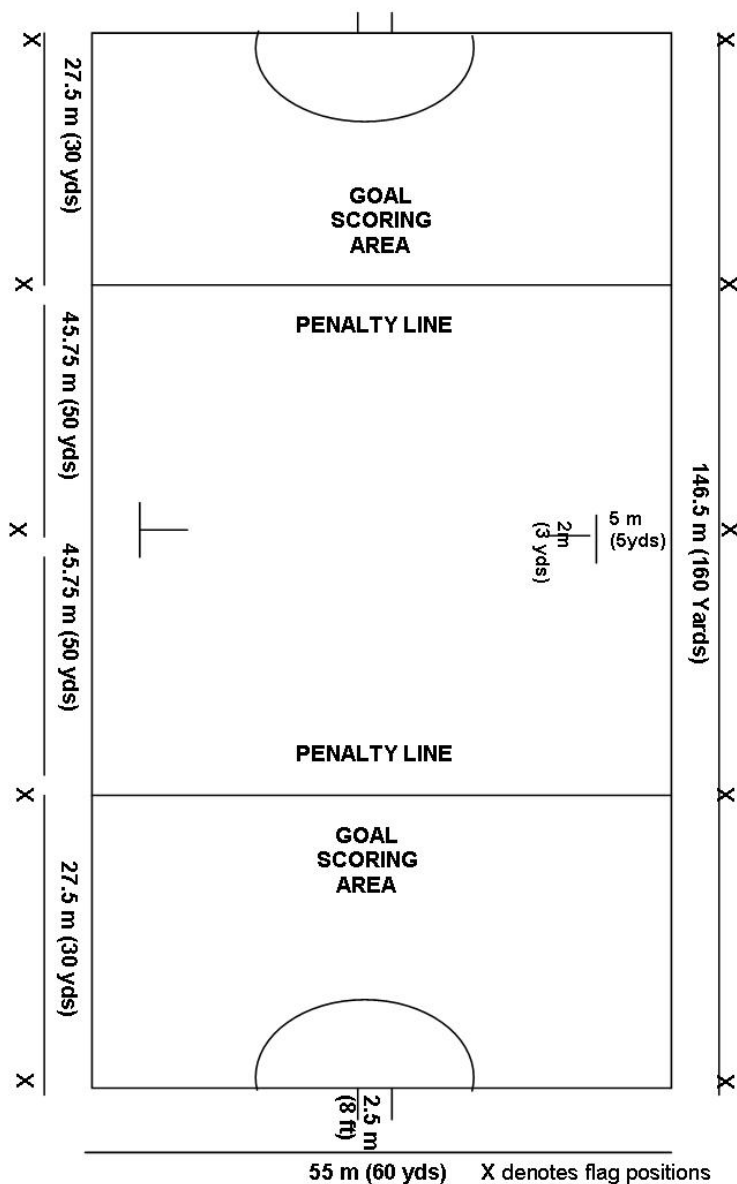 X
X
27.5 m (30 yds)
GOAL
SCORING
AREA
X
X
PENALTY LINE
45.75 m (50 yds)
X
2m
(3 yds)
5 m
(5yds)
X
146.5 m (160 Yards)
45.75 m (50 yds)
PENALTY LINE
X
X
GOAL
SCORING
AREA
27.5 m (30 yds)
X
X
2.5 m
(8 ft)
55 m (60 yds)
X denotes flag positions